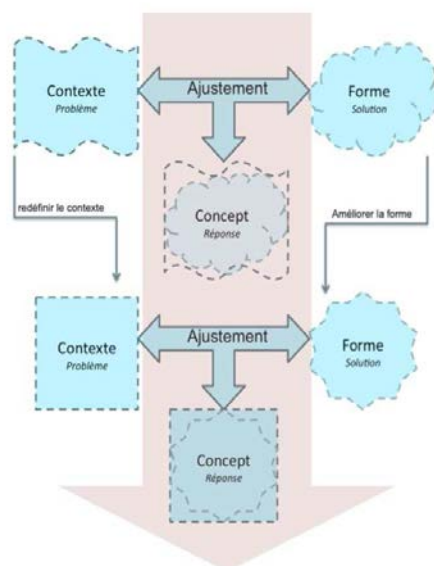 Contexte
Problème
Ajustement
Forme
Solution
Concept
Réponse
redéfinir le contexte
Améliorer la forme
Contexte
Problème
Ajustement
Forme
Solution
Concept
Réponse